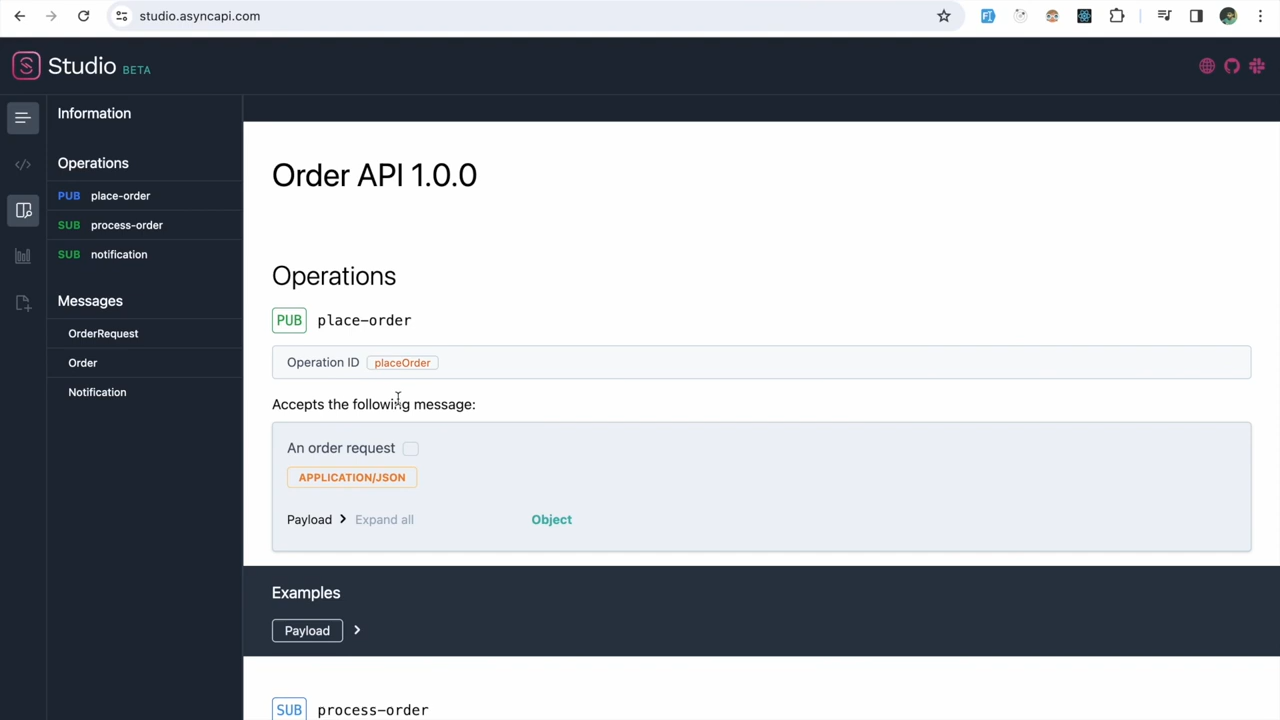 studio.asyncapi.com
Studio BETA
Information
Operations
PUB place-order
SUB process-order
SUB notification
Messages
OrderRequest
Order
Notification
Order API 1.0.0
Operations
PUB place-order
Operation ID placeOrder
Accepts the following message:
An order request
APPLICATION/JSON
Payload Expand all Object
Examples
Payload
SUB process-order